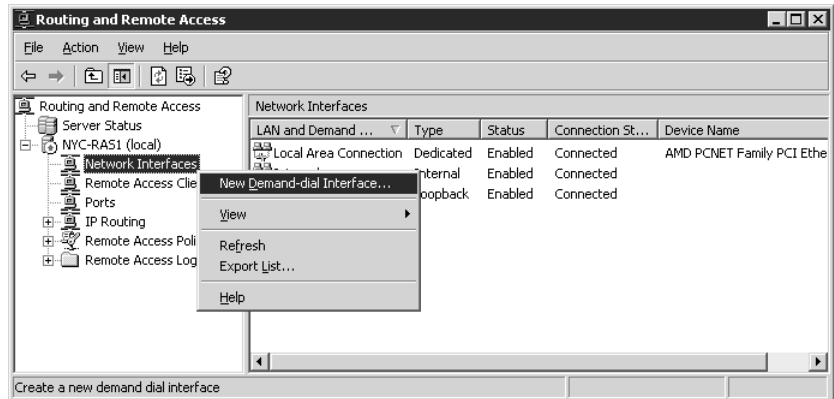 Routing and Remote Access
File Action View Help
Routing and Remote Access
Server Status
NYC-RAS1 (local)
Network Interfaces
Remote Access Clie
Ports
IP Routing
Remote Access Poli
Remote Access Log
Network Interfaces
LAN and Demand ... Type Status Connection St... Device Name
Local Area Connection Dedicated Enabled Connected AMD PCNET Family PCI Ethe
Internal Enabled Connected
Loopback Enabled Connected
New Demand-dial Interface...
View
Refresh
Export List...
Help
Create a new demand dial interface